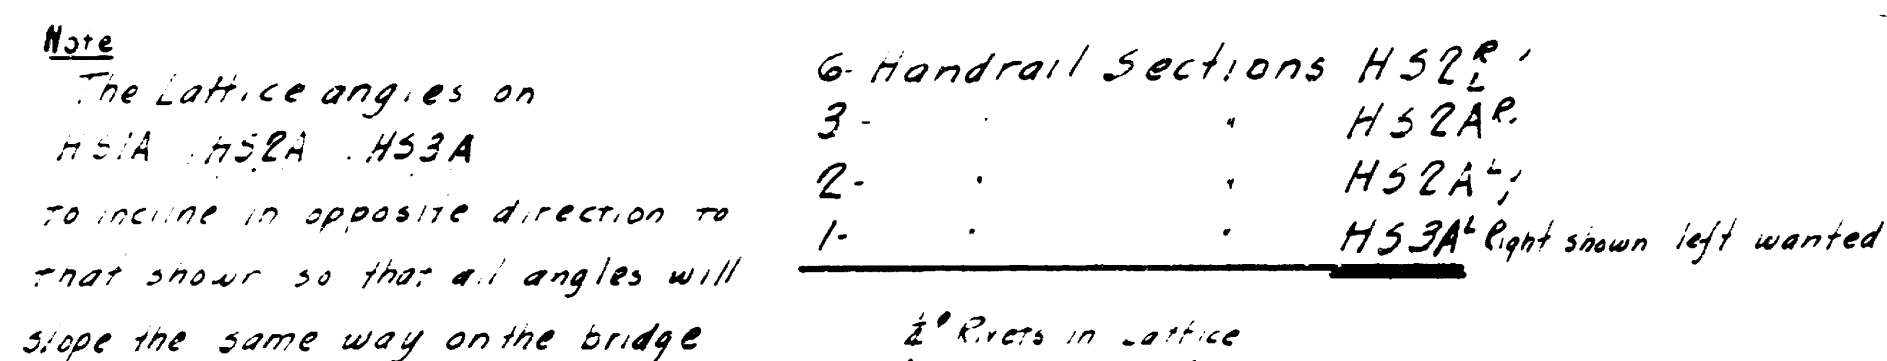 Note
The Lattice angles on
HS1A . HS2A . HS3A
to incline in opposite direction to
that shown so that all angles will
slope the same way on the bridge
6- Handrail Sections HS2 R L
3- " " HS2A R.
2- " " HS2A L
1- " " HS3A L Right shown left wanted
½" Rivets in Lattice